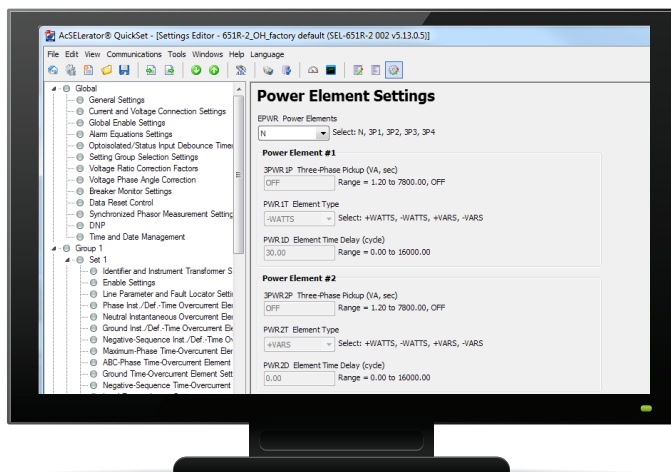 AcSELerator® QuickSet - [Settings Editor - 651R-2_OH_factory default (SEL-651R-2 002 v5.13.0.5)]
File Edit View Communications Tools Windows Help Language
Global
General Settings
Current and Voltage Connection Settings
Global Enable Settings
Alarm Equations Settings
Optoisolated/Status Input Debounce Timer
Setting Group Selection Settings
Voltage Ratio Correction Factors
Voltage Phase Angle Correction
Breaker Monitor Settings
Data Reset Control
Synchronized Phasor Measurement Setting
DNP
Time and Date Management
Group 1
Set 1
Identifier and Instrument Transformer S
Enable Settings
Line Parameter and Fault Locator Settin
Phase Inst./Def.-Time Overcurrent Ele
Neutral Instantaneous Overcurrent Ele
Ground Inst./Def.-Time Overcurrent Ele
Negative-Sequence Inst./Def.-Time Ov
Maximum-Phase Time-Overcurrent Eler
ABC-Phase Time-Overcurrent Element
Ground Time-Overcurrent Element Sett
Negative-Sequence Time-Overcurrent
Power Element Settings
EPWR Power Elements
N Select: N, 3P1, 3P2, 3P3, 3P4
Power Element #1
3PWR1P Three-Phase Pickup (VA, sec)
OFF Range = 1.20 to 7800.00, OFF
PWR1T Element Type
-WATTS Select: +WATTS, -WATTS, +VARS, -VARS
PWR1D Element Time Delay (cycle)
30.00 Range = 0.00 to 16000.00
Power Element #2
3PWR2P Three-Phase Pickup (VA, sec)
OFF Range = 1.20 to 7800.00, OFF
PWR2T Element Type
+VARS Select: +WATTS, -WATTS, +VARS, -VARS
PWR2D Element Time Delay (cycle)
0.00 Range = 0.00 to 16000.00